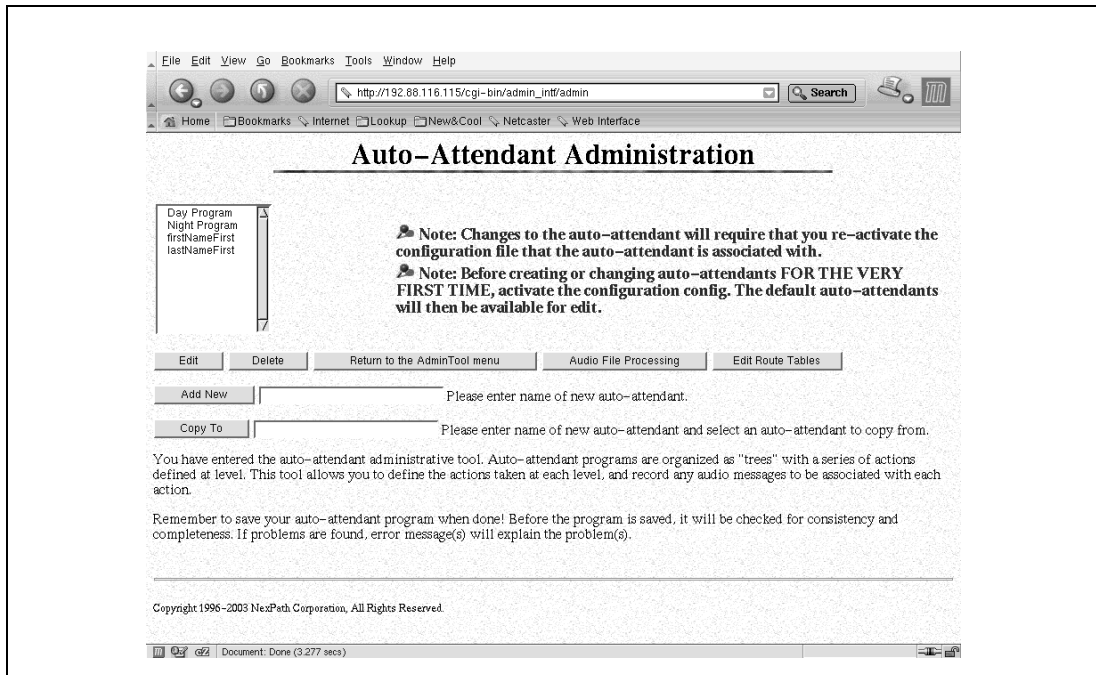 File Edit View Go Bookmarks Tools Window Help
http://192.88.116.115/cgi-bin/admin_intf/admin
Search
Home Bookmarks Internet Lookup New&Cool Netcaster Web Interface
Auto-Attendant Administration
Day Program
Night Program
firstNameFirst
lastNameFirst
Note: Changes to the auto-attendant will require that you re-activate the
configuration file that the auto-attendant is associated with.
Note: Before creating or changing auto-attendants FOR THE VERY
FIRST TIME, activate the configuration config. The default auto-attendants
will then be available for edit.
Edit Delete Return to the AdminTool menu Audio File Processing Edit Route Tables
Add New Please enter name of new auto-attendant.
Copy To Please enter name of new auto-attendant and select an auto-attendant to copy from.
You have entered the auto-attendant administrative tool. Auto-attendant programs are organized as "trees" with a series of actions
defined at level. This tool allows you to define the actions taken at each level, and record any audio messages to be associated with each
action.
Remember to save your auto-attendant program when done! Before the program is saved, it will be checked for consistency and
completeness. If problems are found, error message(s) will explain the problem(s).
Copyright 1996-2003 NexPath Corporation, All Rights Reserved.
Document: Done (3.277 secs)